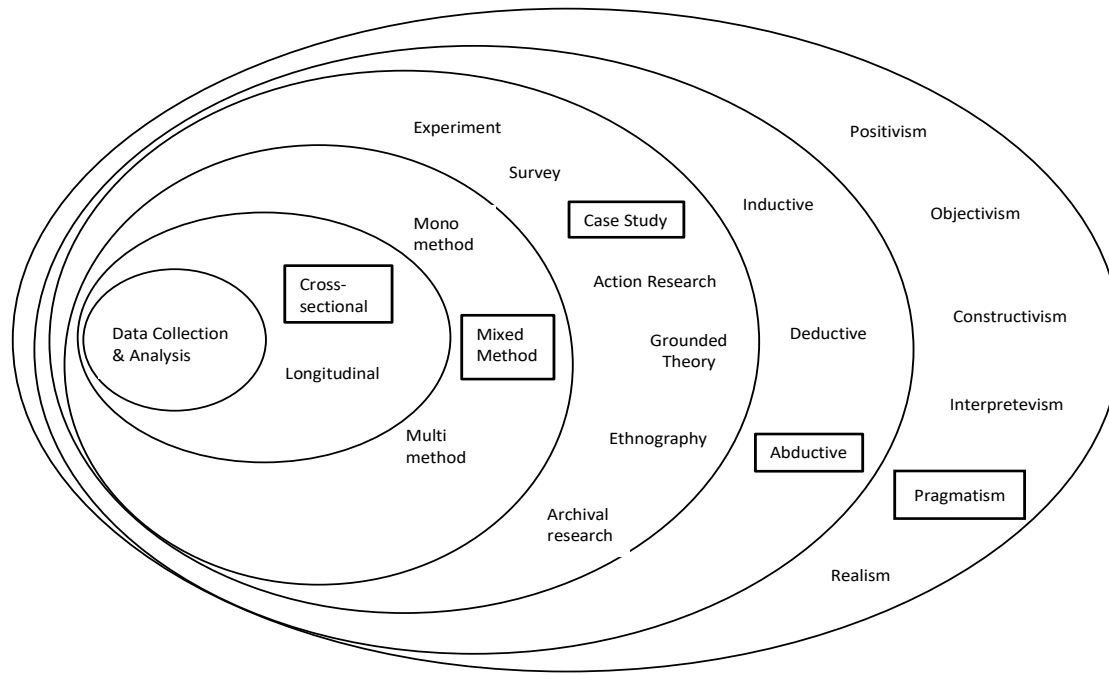 Experiment
Positivism
Survey
Inductive
Case Study
Objectivism
Mono
method
Action Research
Cross-
sectional
Constructivism
Data Collection
& Analysis
Mixed
Method
Grounded
Theory
Deductive
Longitudinal
Interpretevism
Multi
method
Ethnography
Abductive
Pragmatism
Archival
research
Realism